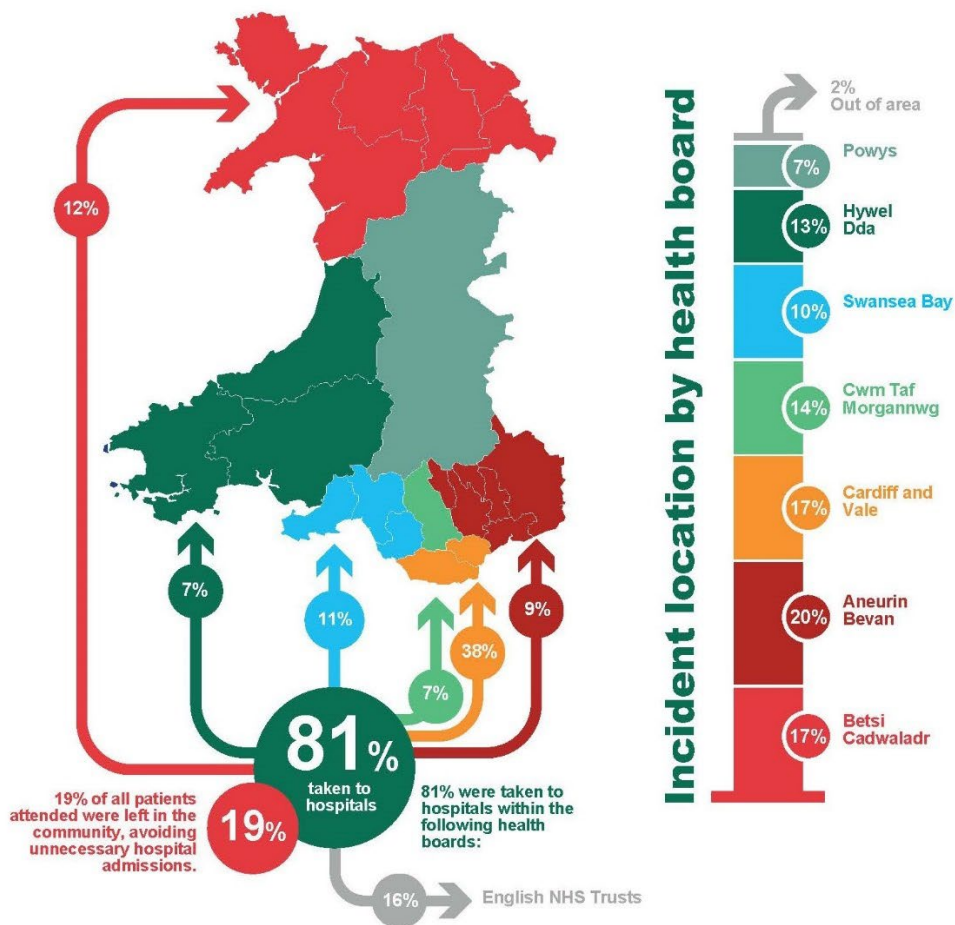 12%
7%
11%
7%
38%
9%
81%
taken to
hospitals
19% of all patients
attended were left in the
community, avoiding
unnecessary hospital
admissions.
19%
81% were taken to
hospitals within the
following health
boards:
16%
English NHS Trusts
Incident location by health board
2%
Out of area
Powys
7%
Hywel
Dda
13%
Swansea Bay
10%
Cwm Taf
Morgannwg
14%
Cardiff and
Vale
17%
Aneurin
Bevan
20%
Betsi
Cadwaladr
17%